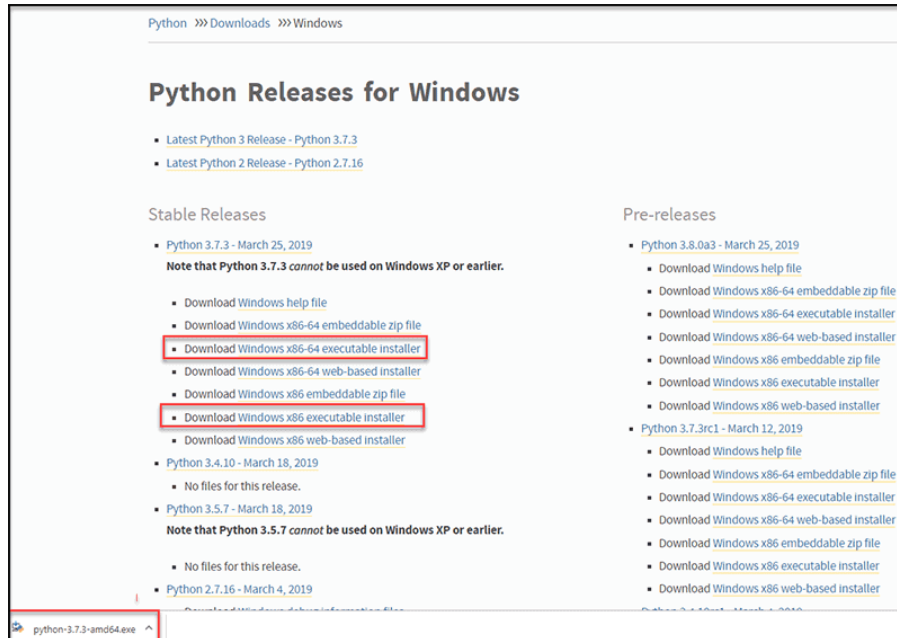 Python >>> Downloads >>> Windows
Python Releases for Windows
Latest Python 3 Release - Python 3.7.3
Latest Python 2 Release - Python 2.7.16
Stable Releases
Python 3.7.3 - March 25, 2019
Note that Python 3.7.3 cannot be used on Windows XP or earlier.
Download Windows help file
Download Windows x86-64 embeddable zip file
Download Windows x86-64 executable installer
Download Windows x86-64 web-based installer
Download Windows x86 embeddable zip file
Download Windows x86 executable installer
Download Windows x86 web-based installer
Python 3.4.10 - March 18, 2019
No files for this release.
Python 3.5.7 - March 18, 2019
Note that Python 3.5.7 cannot be used on Windows XP or earlier.
No files for this release.
Python 2.7.16 - March 4, 2019
Download Windows debug information files
Pre-releases
Python 3.8.0a3 - March 25, 2019
Download Windows help file
Download Windows x86-64 embeddable zip file
Download Windows x86-64 executable installer
Download Windows x86-64 web-based installer
Download Windows x86 embeddable zip file
Download Windows x86 executable installer
Download Windows x86 web-based installer
Python 3.7.3rc1 - March 12, 2019
Download Windows help file
Download Windows x86-64 embeddable zip file
Download Windows x86-64 executable installer
Download Windows x86-64 web-based installer
Download Windows x86 embeddable zip file
Download Windows x86 executable installer
Download Windows x86 web-based installer
python-3.7.3-amd64.exe